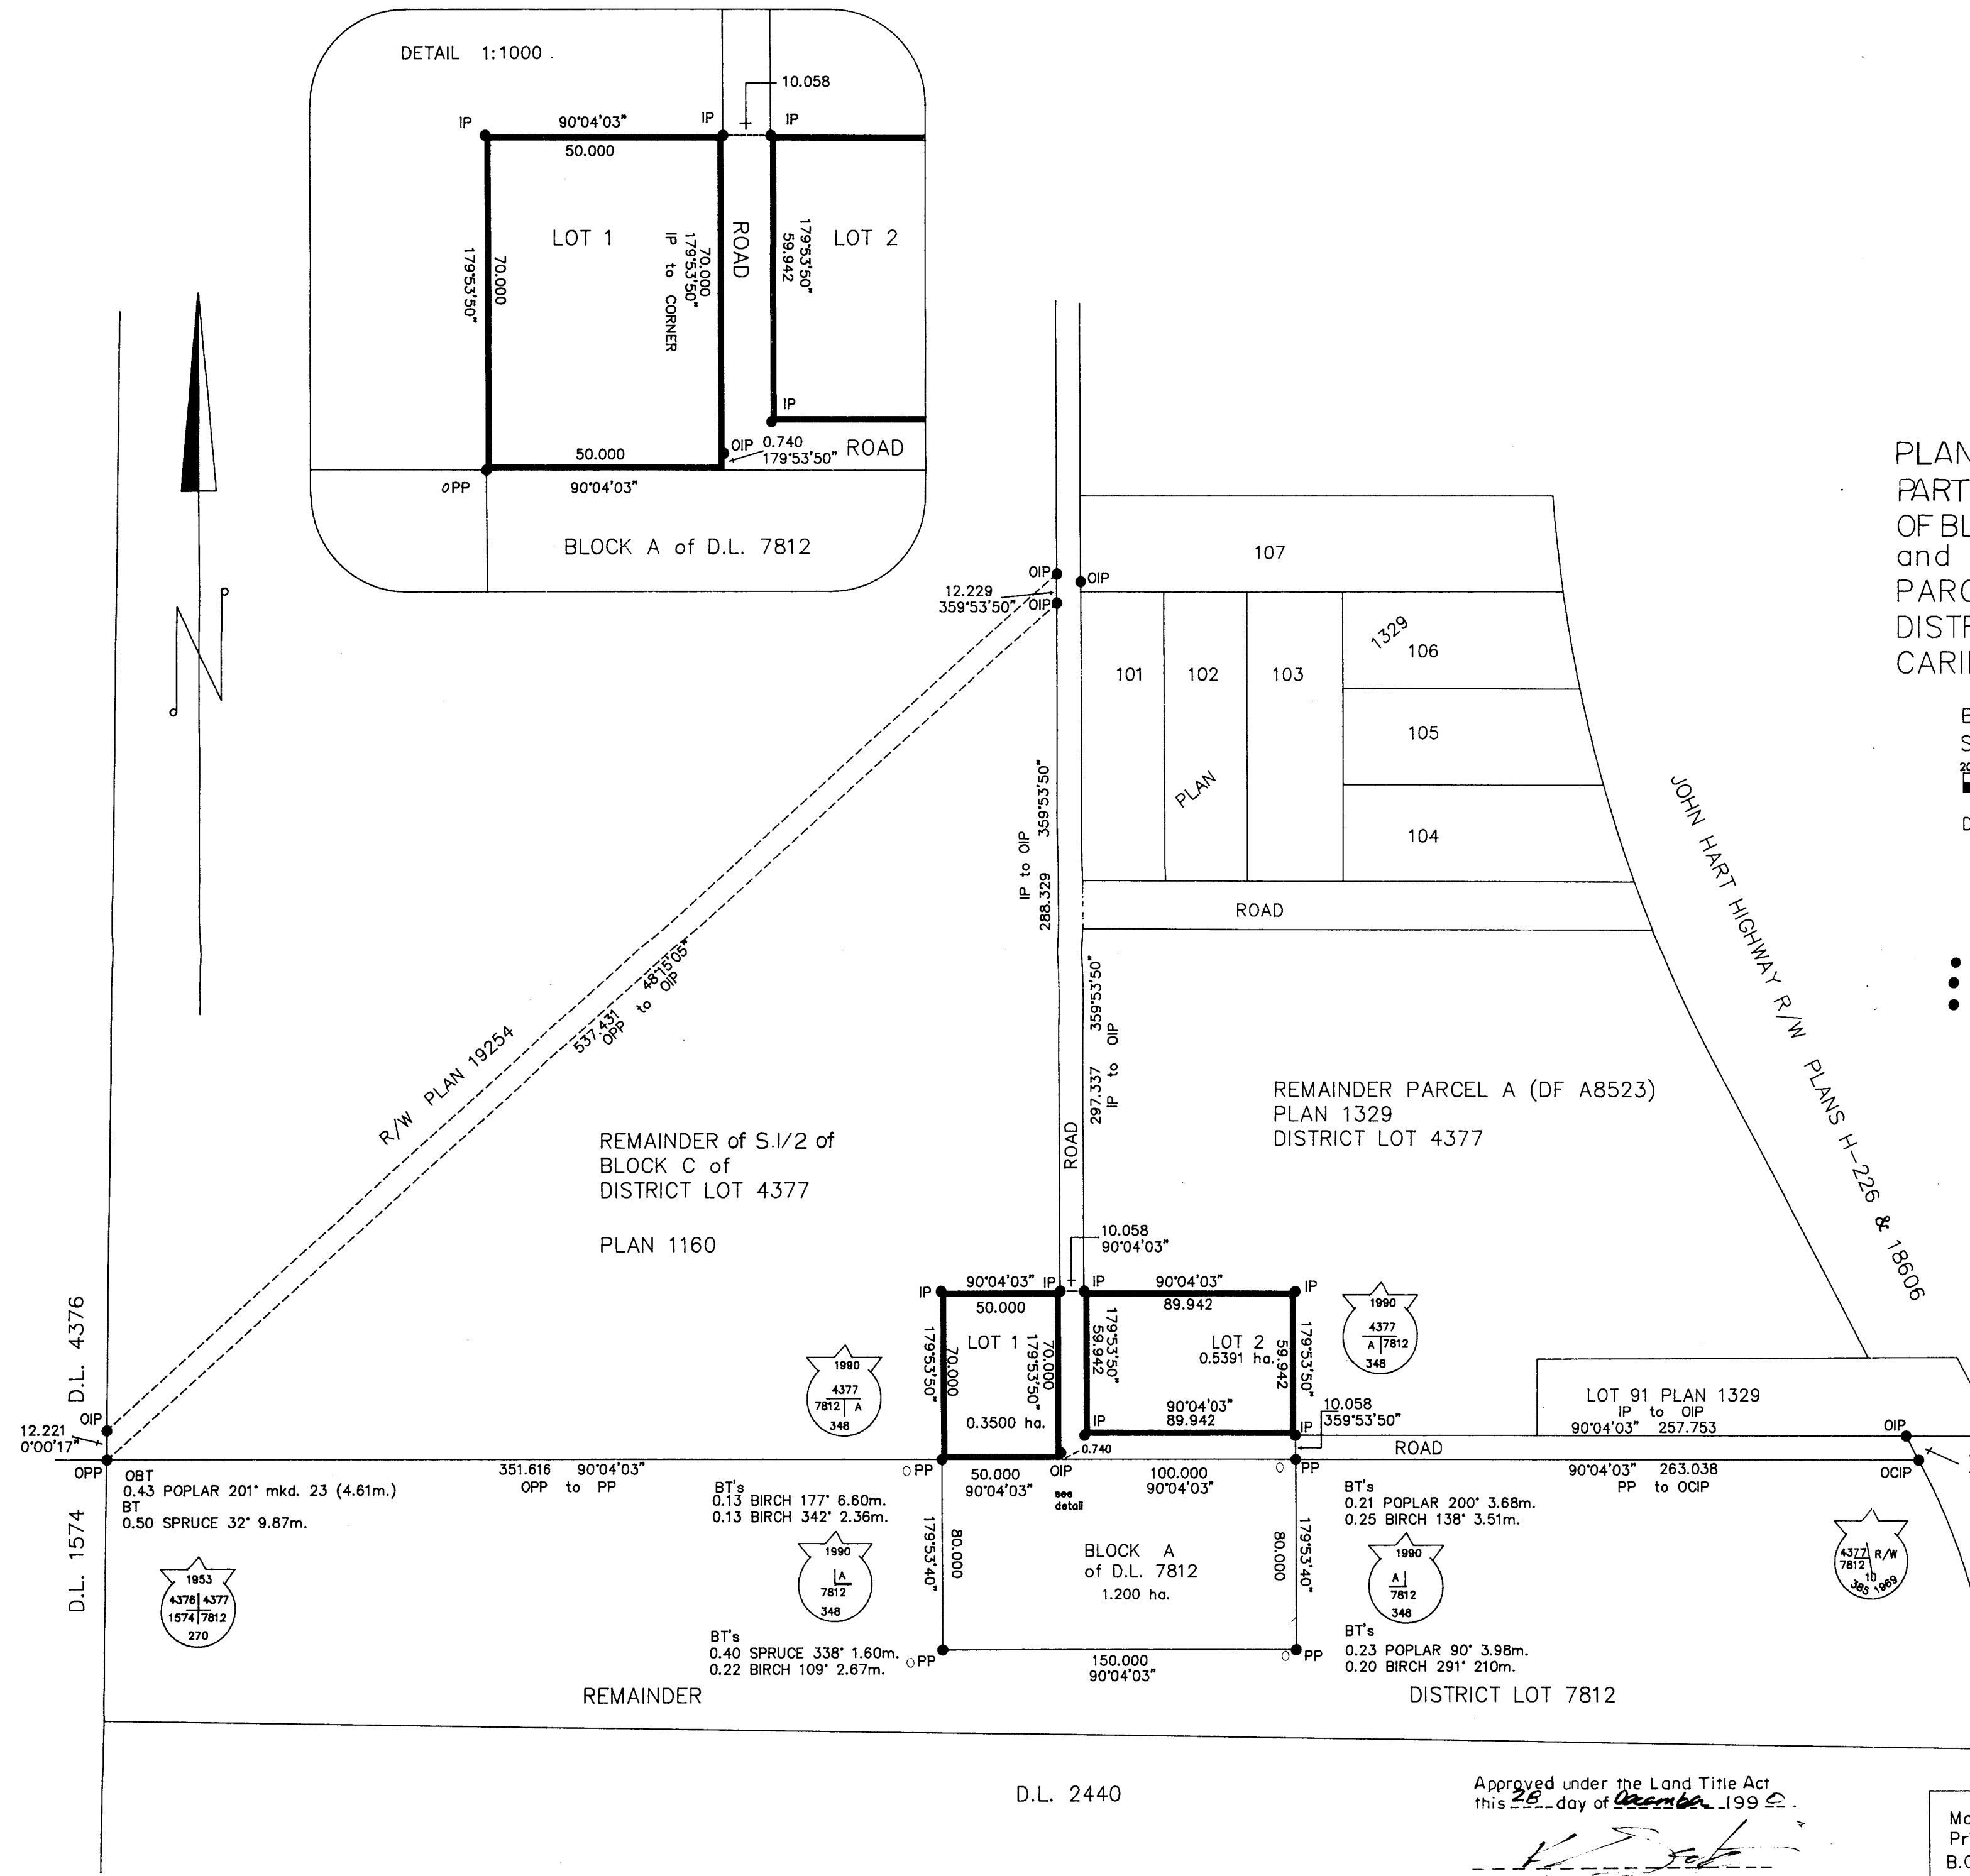 DETAIL 1:1000
10.058
IP
90°04'03"
IP
IP
50.000
LOT 1
ROAD
LOT 2
70.000
179°53'50"
70.000
179°53'50"
IP to CORNER
179°53'50"
59.942
IP
OIP
0.740
179°53'50"
ROAD
50.000
OPP
90°04'03"
BLOCK A of D.L. 7812
N
PLAN
PART
OF BL
and
PARC
DISTR
CARI
107
OIP
OIP
12.229
359°53'50"
OIP
1329
106
101
102
103
105
PLAN
104
ROAD
JOHN HART HIGHWAY R/W PLANS H-226 & 18606
IP to OIP
288.329 359°53'50"
297.337 359°53'50"
IP to OIP
ROAD
R/W PLAN 19254
537.431 48°15'05"
OPP to OIP
REMAINDER PARCEL A (DF A8523)
PLAN 1329
DISTRICT LOT 4377
REMAINDER of S.1/2 of
BLOCK C of
DISTRICT LOT 4377
PLAN 1160
10.058
90°04'03"
IP
90°04'03"
IP
IP
90°04'03"
IP
50.000
89.942
LOT 1
LOT 2
0.5391 ha.
179°53'50"
70.000
70.000
179°53'50"
179°53'50"
59.942
59.942
179°53'50"
0.3500 ha.
90°04'03"
89.942
IP
IP
10.058
359°53'50"
1990
4377
7812 A
348
1990
4377
A 7812
348
LOT 91 PLAN 1329
IP to OIP
90°04'03" 257.753
OIP
ROAD
D.L. 4376
OIP
12.221
0°00'17"
OPP
D.L. 1574
OBT
0.43 POPLAR 201° mkd. 23 (4.61m.)
BT
0.50 SPRUCE 32° 9.87m.
351.616 90°04'03"
OPP to PP
OPP
50.000
90°04'03"
OIP
see
detail
0.740
100.000
90°04'03"
O PP
90°04'03" 263.038
PP to OCIP
OCIP
BT's
0.13 BIRCH 177° 6.60m.
0.13 BIRCH 342° 2.36m.
BT's
0.21 POPLAR 200° 3.68m.
0.25 BIRCH 138° 3.51m.
1953
4376 4377
1574 7812
270
1990
A
7812
348
179°53'40"
80.000
BLOCK A
of D.L. 7812
1.200 ha.
80.000
179°53'40"
1990
A
7812
348
4377 R/W
7812
10
385 1969
BT's
0.40 SPRUCE 338° 1.60m.
0.22 BIRCH 109° 2.67m.
OPP
150.000
90°04'03"
O PP
BT's
0.23 POPLAR 90° 3.98m.
0.20 BIRCH 291° 210m.
REMAINDER
DISTRICT LOT 7812
D.L. 2440
Approved under the Land Title Act
this 28 day of December 1990.
Pr
B.C